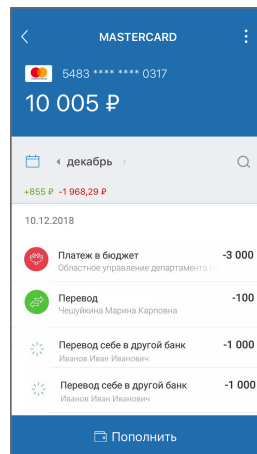 MASTERCARD
5483 **** **** 0317
10 005 ₽
декабрь
+855 ₽ -1 968,29 ₽
10.12.2018
Платеж в бюджет -3 000
Областное управление департамента
Перевод -100
Чешуйкина Марина Карповна
Перевод себе в другой банк -1 000
Иванов Иван Иванович
Перевод себе в другой банк -1 000
Иванов Иван Иванович
Пополнить